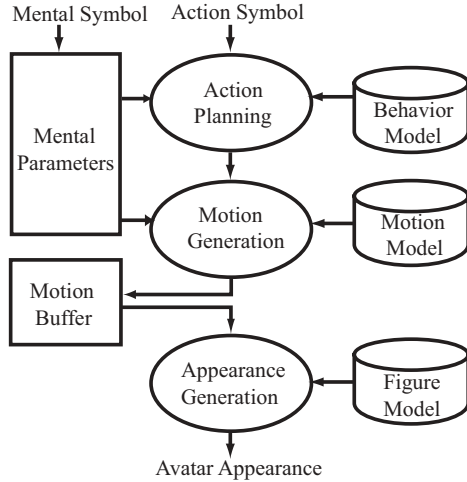 Mental Symbol
Action Symbol
Action
Planning
Behavior
Model
Mental
Parameters
Motion
Generation
Motion
Model
Motion
Buffer
Appearance
Generation
Figure
Model
Avatar Appearance